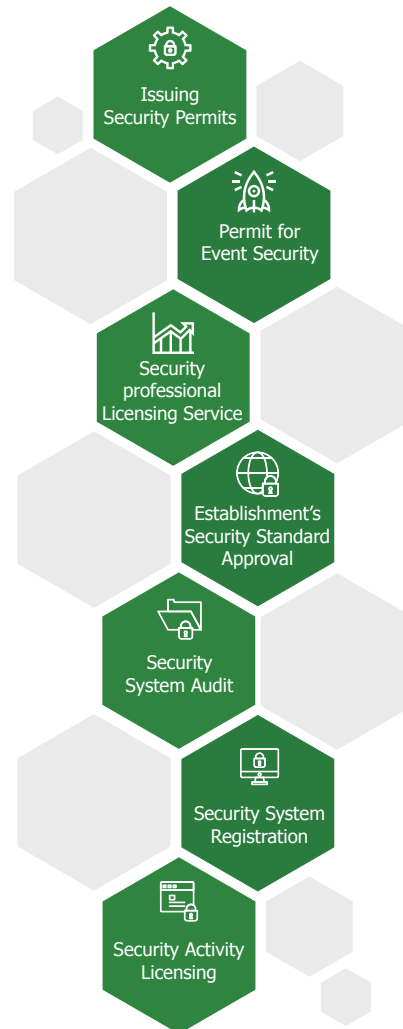 Issuing
Security Permits
Permit for
Event Security
Security
professional
Licensing Service
Establishment's
Security Standard
Approval
Security
System Audit
Security System
Registration
Security Activity
Licensing